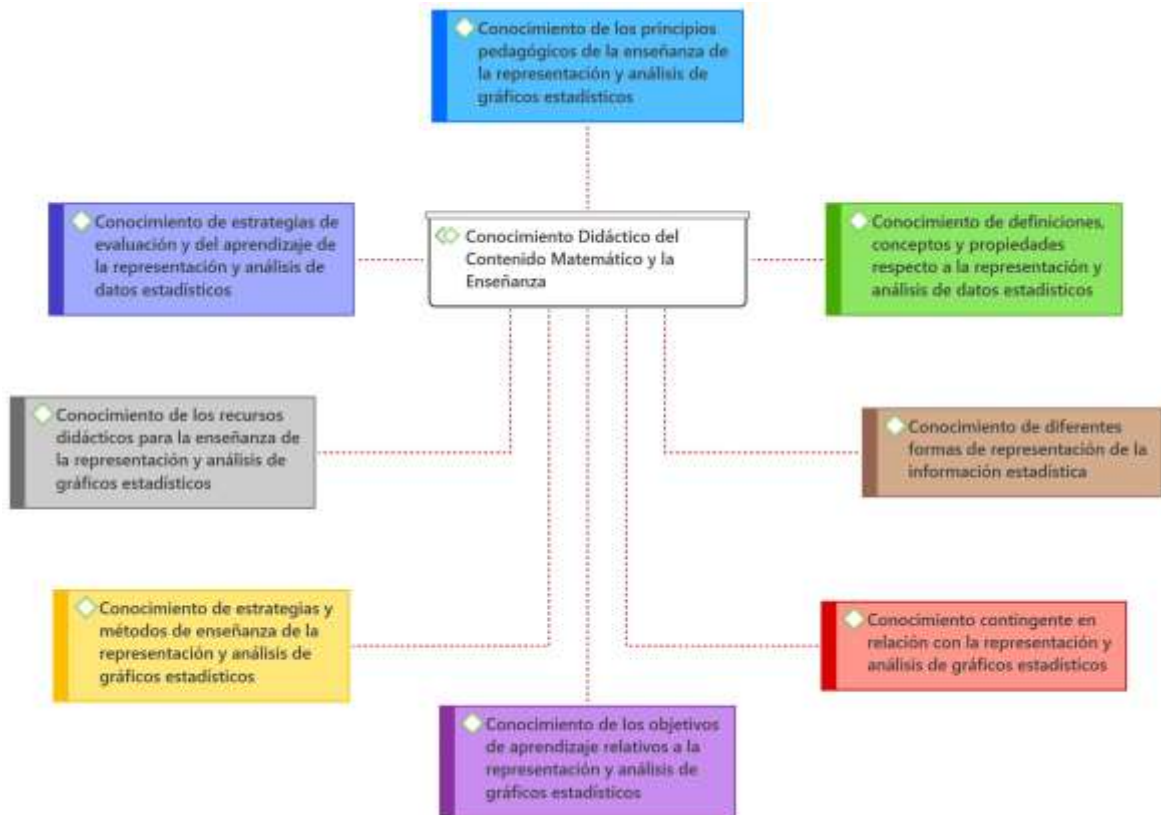 Conocimiento de los principios
pedagógicos de la enseñanza de
la representación y análisis de
gráficos estadísticos
Conocimiento de estrategias de
evaluación y del aprendizaje de
la representación y análisis de
datos estadísticos
Conocimiento Didáctico del
Contenido Matemático y la
Enseñanza
Conocimiento de definiciones,
conceptos y propiedades
respecto a la representación y
análisis de datos estadísticos
Conocimiento de los recursos
didácticos para la enseñanza de
la representación y análisis de
gráficos estadísticos
Conocimiento de diferentes
formas de representación de la
información estadística
Conocimiento de estrategias y
métodos de enseñanza de la
representación y análisis de
gráficos estadísticos
Conocimiento contingente en
relación con la representación y
análisis de gráficos estadísticos
Conocimiento de los objetivos
de aprendizaje relativos a la
representación y análisis de
gráficos estadísticos